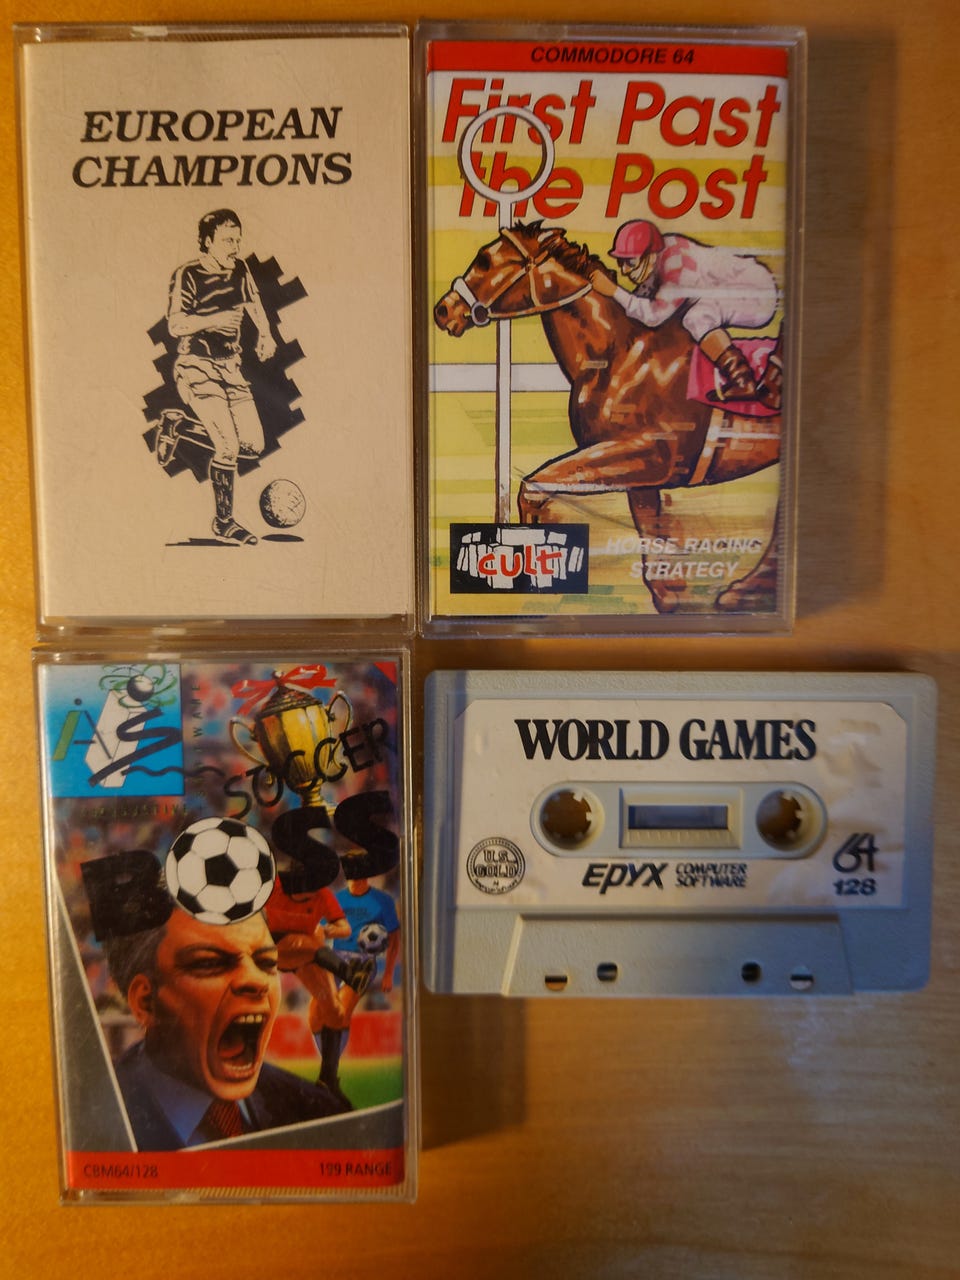 EUROPEAN
CHAMPIONS
COMMODORE 64
First Past
the Post
cult
HORSE RACING
STRATEGY
SOCCER
BOSS
CBM64/128
199 RANGE
WORLD GAMES
U.S.
GOLD
EPYX COMPUTER
SOFTWARE
64
128